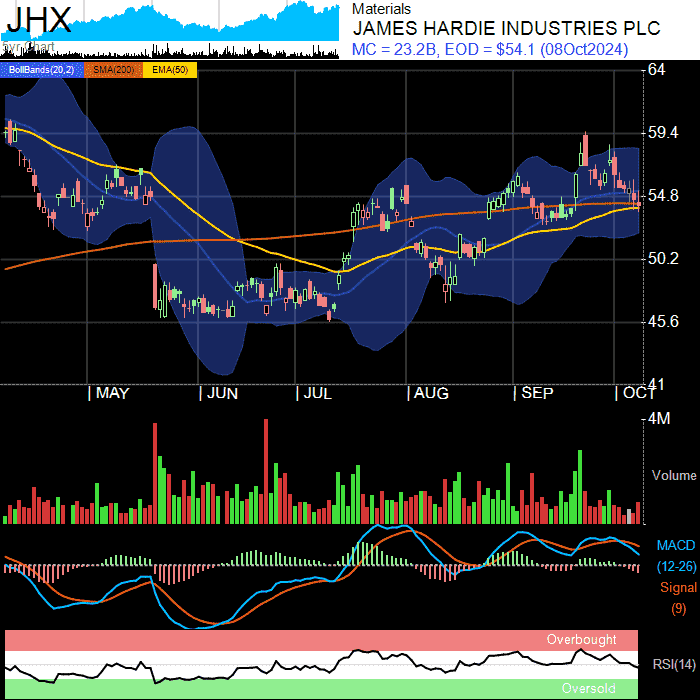 JHX
5yr Chart
Materials
JAMES HARDIE INDUSTRIES PLC
MC = 23.2B, EOD = $54.1 (08Oct2024)
BollBands(20,2) SMA(200) EMA(50)
64
59.4
54.8
50.2
45.6
41
MAY JUN JUL AUG SEP OCT
4M
Volume
MACD
(12-26)
Signal
(9)
Overbought
RSI(14)
Oversold